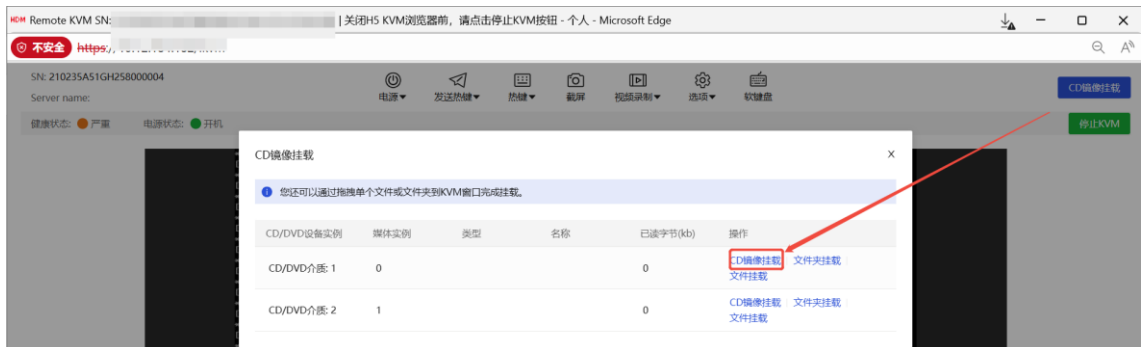 HDM Remote KVM SN: | 关闭H5 KVM浏览器前，请点击停止KVM按钮 - 个人 - Microsoft Edge
不安全 https:/
SN: 210235A51GH258000004
Server name:
电源 发送热键 热键 截屏 视频录制 选项 软键盘
CD镜像挂载
健康状态: 严重 电源状态: 开机
停止KVM
CD镜像挂载 X
您还可以通过拖拽单个文件或文件夹到KVM窗口完成挂载。
CD/DVD设备实例 媒体实例 类型 名称 已读字节(kb) 操作
CD/DVD介质: 1 0 0 CD镜像挂载 文件夹挂载
文件挂载
CD/DVD介质: 2 1 0 CD镜像挂载 文件夹挂载
文件挂载